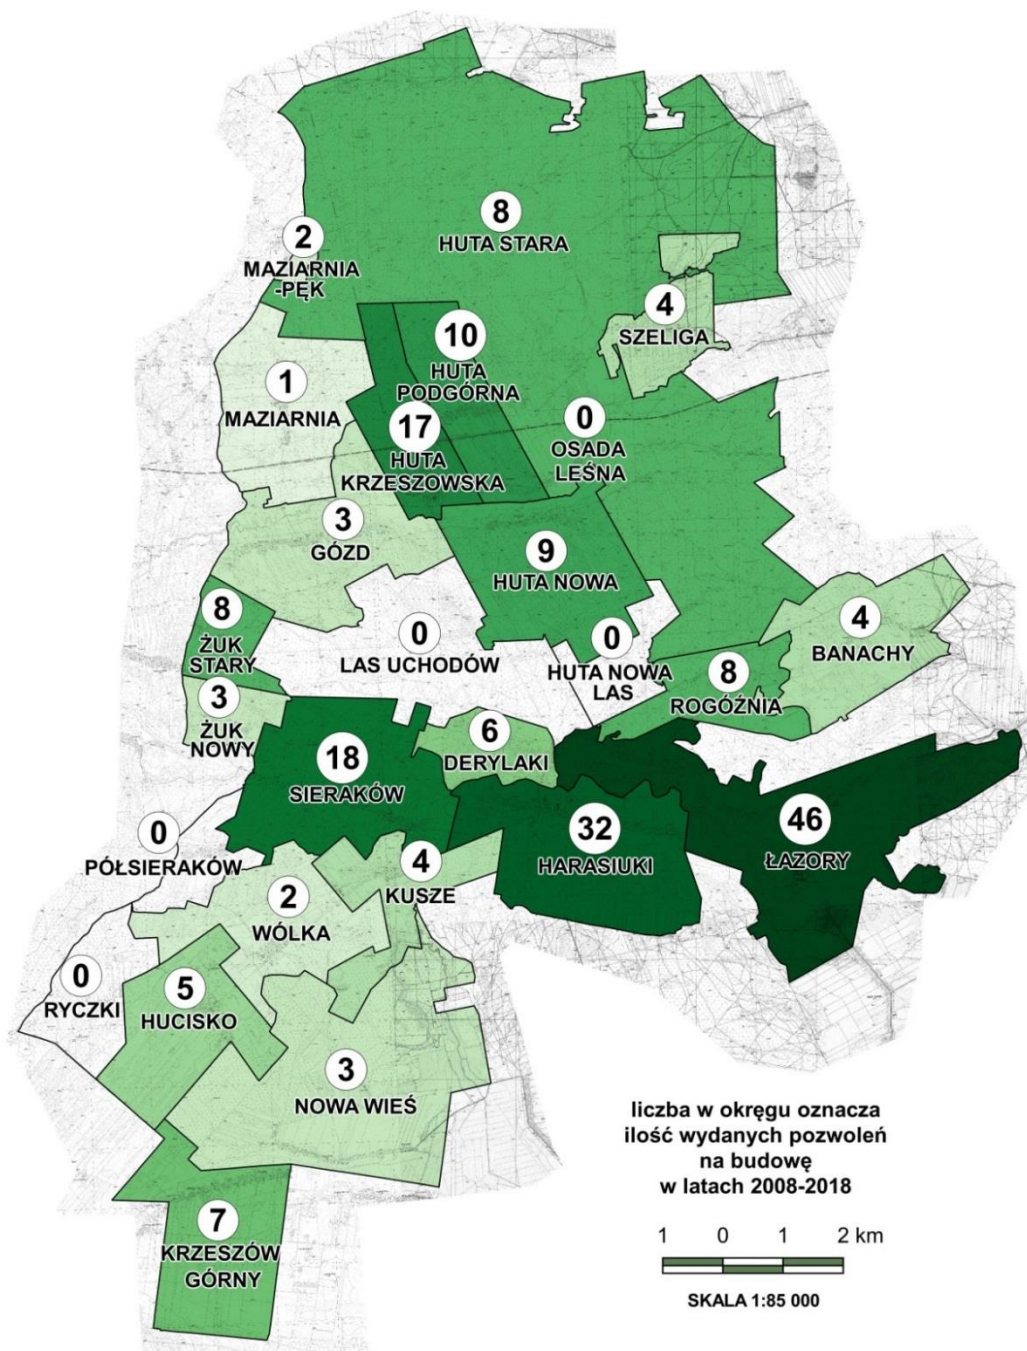 8
HUTA STARA
2
MAZIARNIA
-PĘK
4
SZELIGA
10
HUTA
PODGÓRNA
1
MAZIARNIA
0
OSADA
LEŚNA
17
HUTA
KRZESZOWSKA
3
GÓZD
9
HUTA NOWA
8
ŻUK
STARY
0
LAS UCHODÓW
0
HUTA NOWA
LAS
4
BANACHY
8
ROGÓŹNIA
3
ŻUK
NOWY
6
DERYLAKI
18
SIERAKÓW
32
HARASIUKI
46
ŁAZORY
0
PÓŁSIERAKÓW
4
KUSZE
2
WÓLKA
0
RYCZKI
5
HUCISKO
3
NOWA WIEŚ
7
KRZESZÓW
GÓRNY
liczba w okręgu oznacza
ilość wydanych pozwoleń
na budowę
w latach 2008-2018
1 0 1 2 km
SKALA 1:85 000